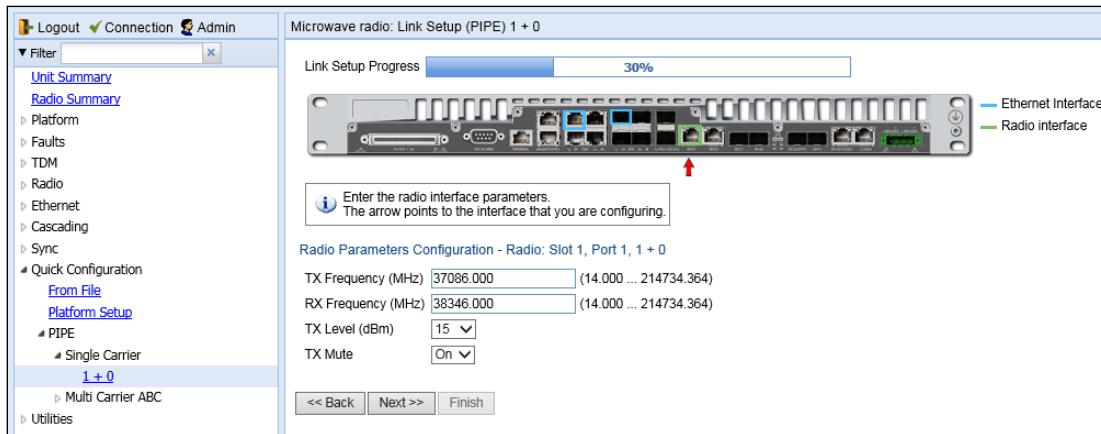 Logout Connection Admin
Filter
Unit Summary
Radio Summary
Platform
Faults
TDM
Radio
Ethernet
Cascading
Sync
Quick Configuration
From File
Platform Setup
PIPE
Single Carrier
1 + 0
Multi Carrier ABC
Utilities
Microwave radio: Link Setup (PIPE) 1 + 0
Link Setup Progress 30%
Ethernet Interface
Radio interface
Enter the radio interface parameters.
The arrow points to the interface that you are configuring.
Radio Parameters Configuration - Radio: Slot 1, Port 1, 1 + 0
TX Frequency (MHz) 37086.000 (14.000 ... 214734.364)
RX Frequency (MHz) 38346.000 (14.000 ... 214734.364)
TX Level (dBm) 15
TX Mute On
<< Back Next >> Finish